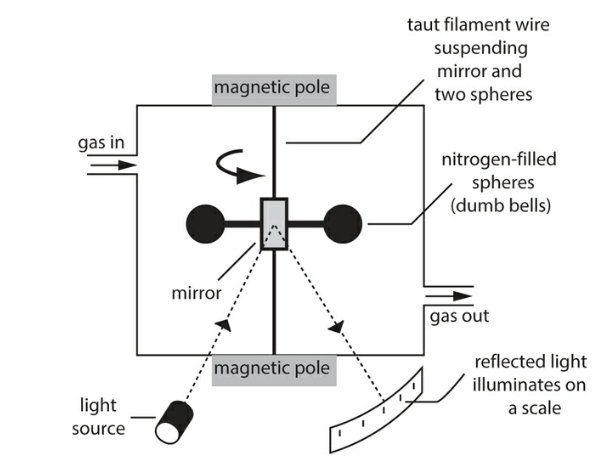 taut filament wire
suspending
mirror and
two spheres
magnetic pole
gas in
nitrogen-filled
spheres
(dumb bells)
mirror
gas out
magnetic pole
reflected light
illuminates on
a scale
light
source